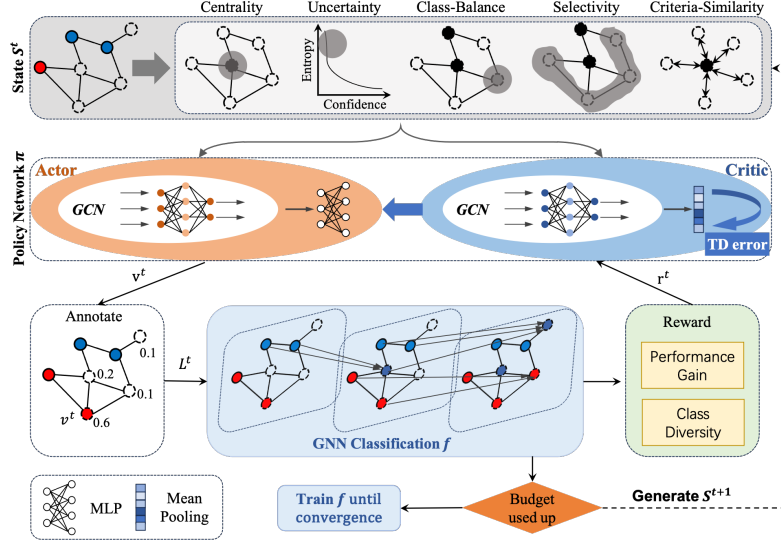 Centrality
Uncertainty
Class-Balance
Selectivity
Criteria-Similarity
State S^t
Entropy
Confidence
Policy Network π
Actor
GCN
Critic
GCN
TD error
v^t
r^t
Annotate
0.1
0.2
0.1
v^t
0.6
L^t
GNN Classification f
Reward
Performance
Gain
Class
Diversity
MLP
Mean
Pooling
Train f until
convergence
Budget
used up
Generate S^{t+1}